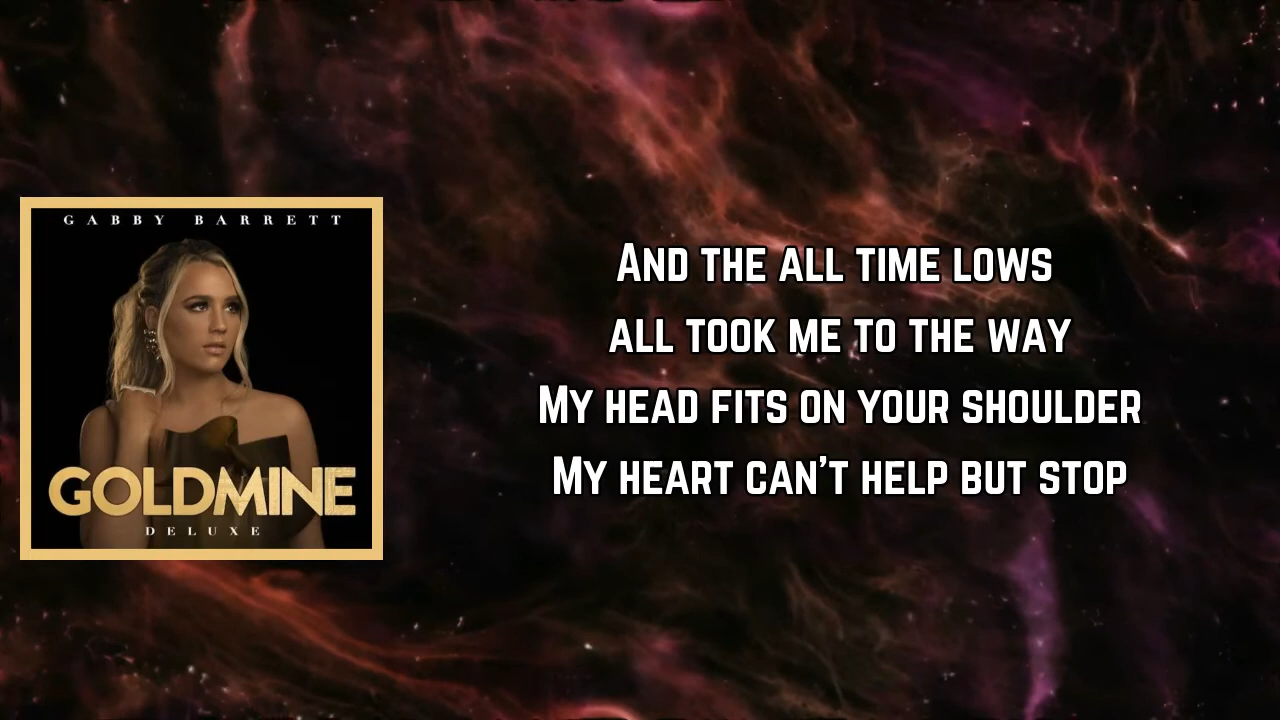 GABBY BARRETT
GOLDMINE
DELUXE
And the all time lows
all took me to the way
My head fits on your shoulder
My heart can't help but stop